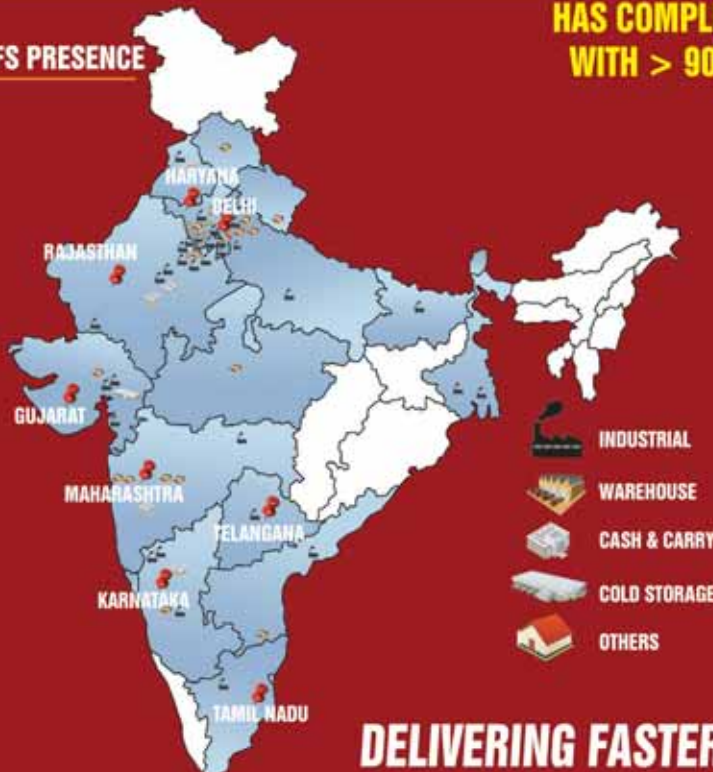 HAS COMPL
WITH > 90
FS PRESENCE
HARYANA
DELHI
RAJASTHAN
GUJARAT
MAHARASHTRA
TELANGANA
KARNATAKA
TAMIL NADU
INDUSTRIAL
WAREHOUSE
CASH & CARRY
COLD STORAGE
OTHERS
DELIVERING FASTER